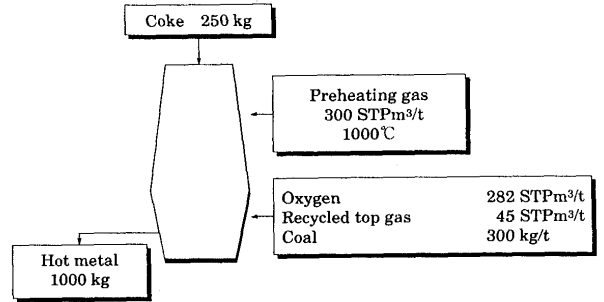 Coke 250 kg
Preheating gas
300 STPm³/t
1000℃
Oxygen 282 STPm³/t
Recycled top gas 45 STPm³/t
Coal 300 kg/t
Hot metal
1000 kg